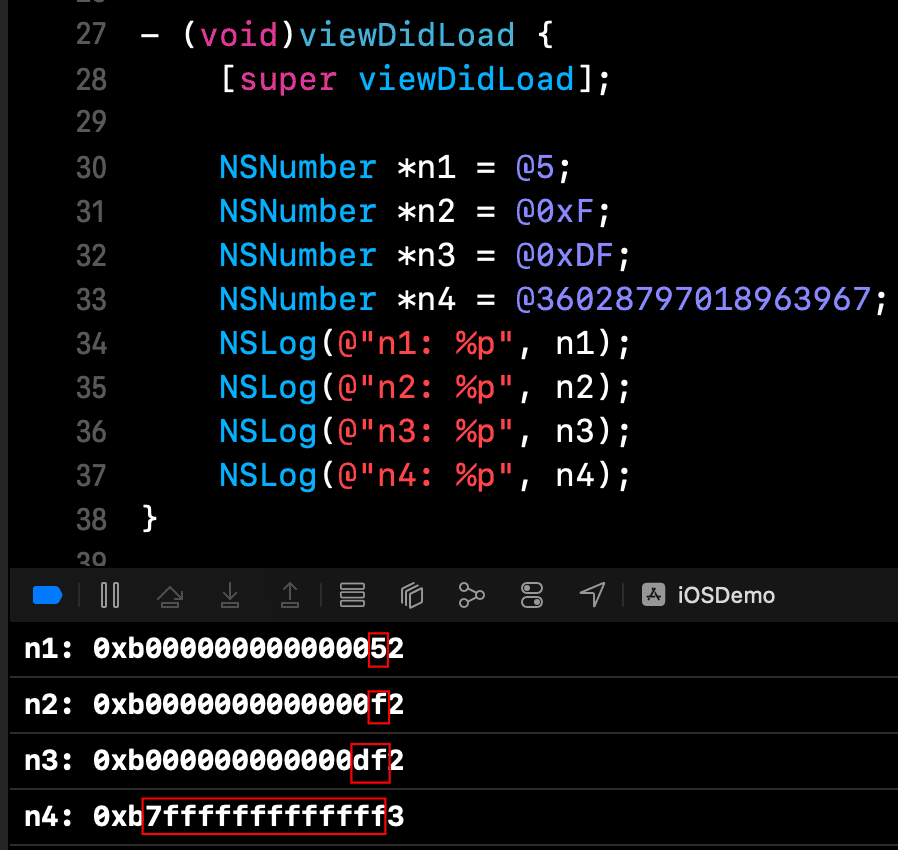 27 - (void)viewDidLoad {
28 [super viewDidLoad];
29
30 NSNumber *n1 = @5;
31 NSNumber *n2 = @0xF;
32 NSNumber *n3 = @0xDF;
33 NSNumber *n4 = @36028797018963967;
34 NSLog(@"n1: %p", n1);
35 NSLog(@"n2: %p", n2);
36 NSLog(@"n3: %p", n3);
37 NSLog(@"n4: %p", n4);
38 }
39
iOSDemo
n1: 0xb000000000000052
n2: 0xb0000000000000f2
n3: 0xb000000000000df2
n4: 0xb7fffffffffffff3